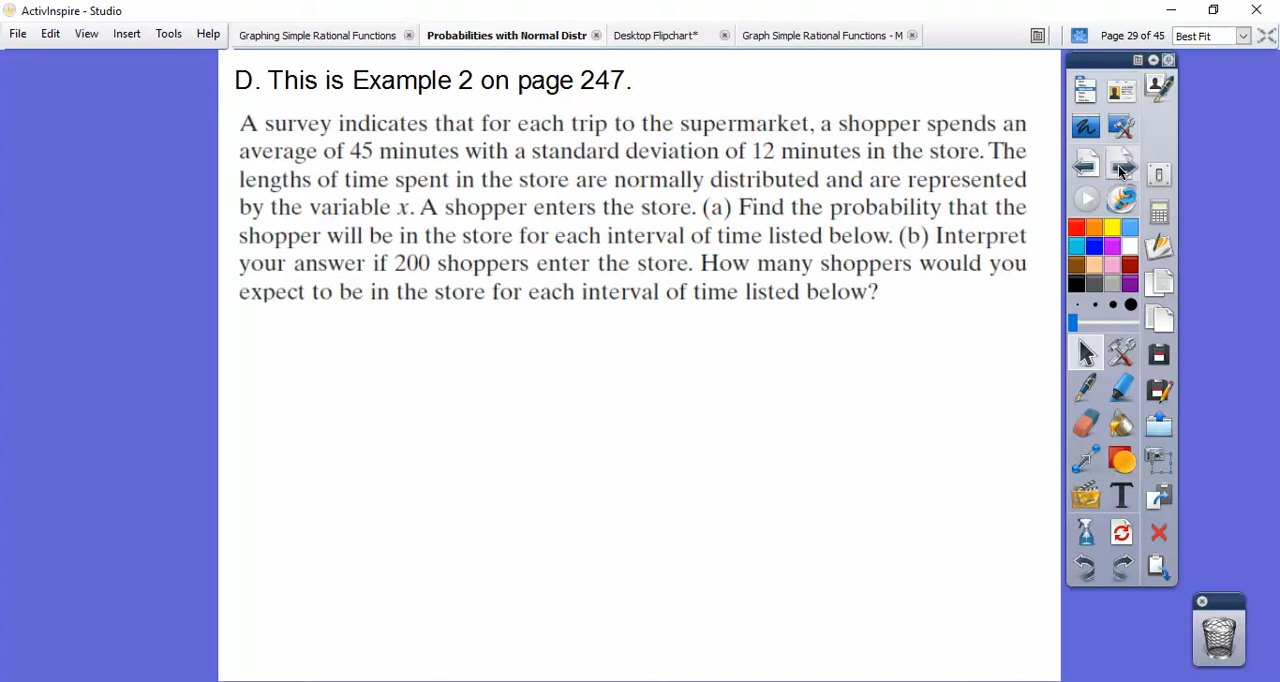 ActivInspire - Studio
File Edit View Insert Tools Help
Graphing Simple Rational Functions
Probabilities with Normal Distr
Desktop Flipchart*
Graph Simple Rational Functions - M
Page 29 of 45
Best Fit
D. This is Example 2 on page 247.
A survey indicates that for each trip to the supermarket, a shopper spends an
average of 45 minutes with a standard deviation of 12 minutes in the store. The
lengths of time spent in the store are normally distributed and are represented
by the variable x. A shopper enters the store. (a) Find the probability that the
shopper will be in the store for each interval of time listed below. (b) Interpret
your answer if 200 shoppers enter the store. How many shoppers would you
expect to be in the store for each interval of time listed below?